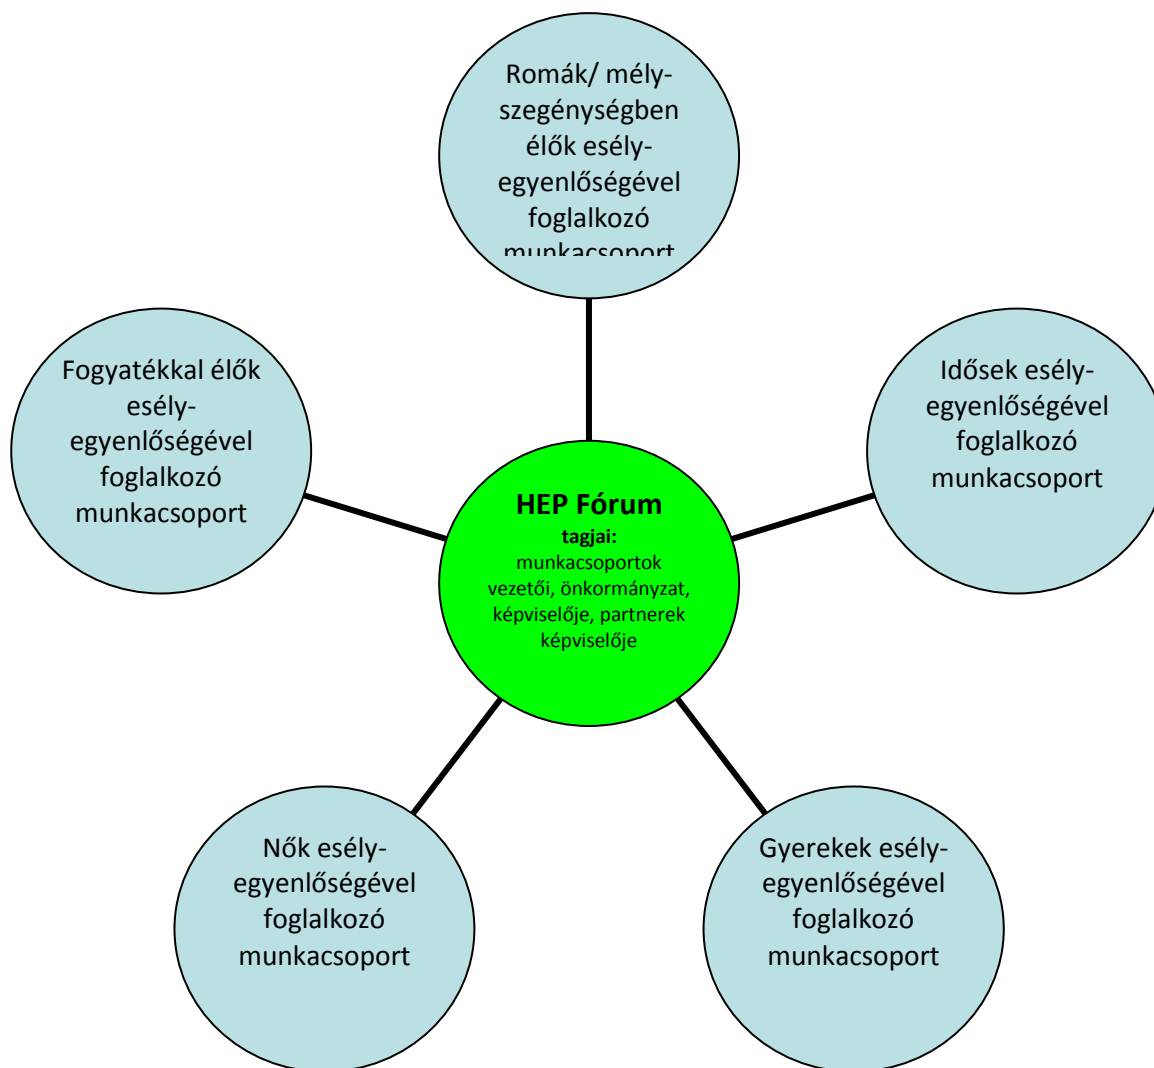 Romák/ mély-
szegénységben
élők esély-
egyenlőségével
foglalkozó
munkacsoport
Fogyatékkal élők
esély-
egyenlőségével
foglalkozó
munkacsoport
Idősek esély-
egyenlőségével
foglalkozó
munkacsoport
HEP Fórum
tagjai:
munkacsoportok
vezetői, önkormányzat,
képviselője, partnerek
képviselője
Nők esély-
egyenlőségével
foglalkozó
munkacsoport
Gyerekek esély-
egyenlőségével
foglalkozó
munkacsoport